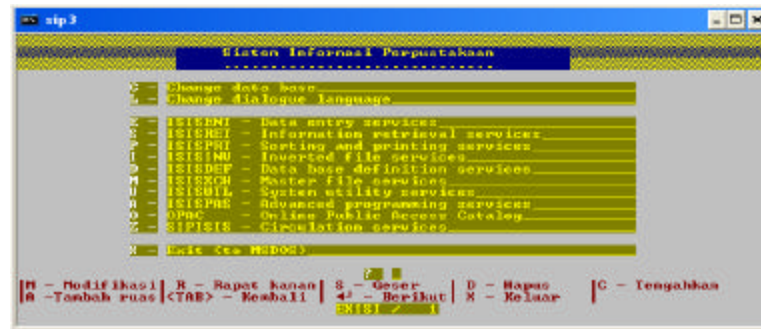 sip3
Sistem Informasi Perpustakaan
------------------------------
C - Change data base
L - Change dialogue language
E - ISISENT - Data entry services
S - ISISRET - Information retrieval services
P - ISISPRT - Sorting and printing services
I - ISISINV - Inverted file services
D - ISISDEF - Data base definition services
M - ISISXCH - Master file services
U - ISISUTL - System utility services
A - ISISPAS - Advanced programming services
O - OPAC - Online Public Access Catalog
Z - SIPISIS - Circulation services
X - Exit (to MSDOS)
?
M - Modifikasi| R - Rapat kanan| S - Geser | D - Hapus |C - Tengahkan
A -Tambah ruas|<TAB> - Kembali | ◄┘ - Berikut| X - Keluar
EXISI / 1